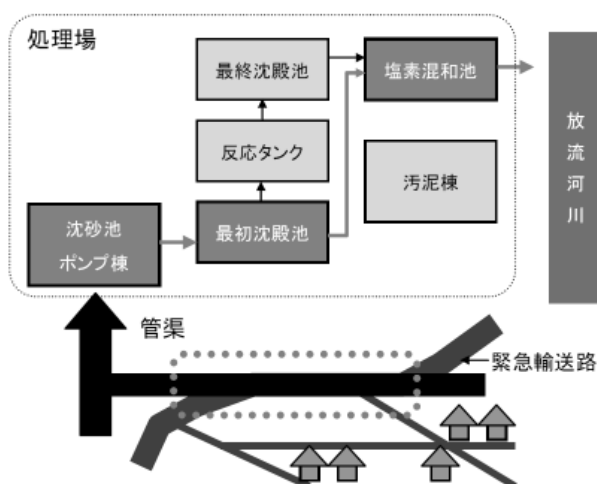 処理場
最終沈殿池
塩素混和池
反応タンク
汚泥棟
沈砂池
ポンプ棟
最初沈殿池
放流河川
管渠
緊急輸送路